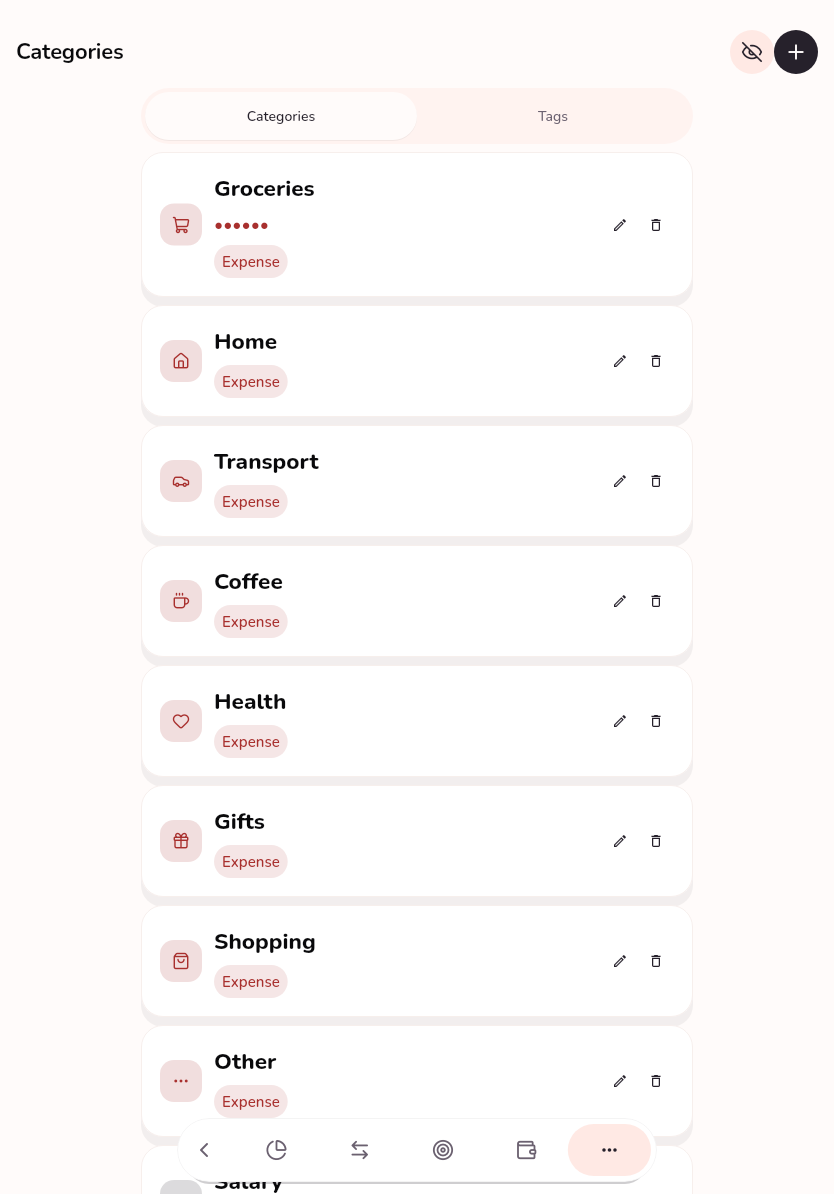 Categories
Categories
Tags
Groceries
••••••
Expense
Home
Expense
Transport
Expense
Coffee
Expense
Health
Expense
Gifts
Expense
Shopping
Expense
Other
Expense
Salary